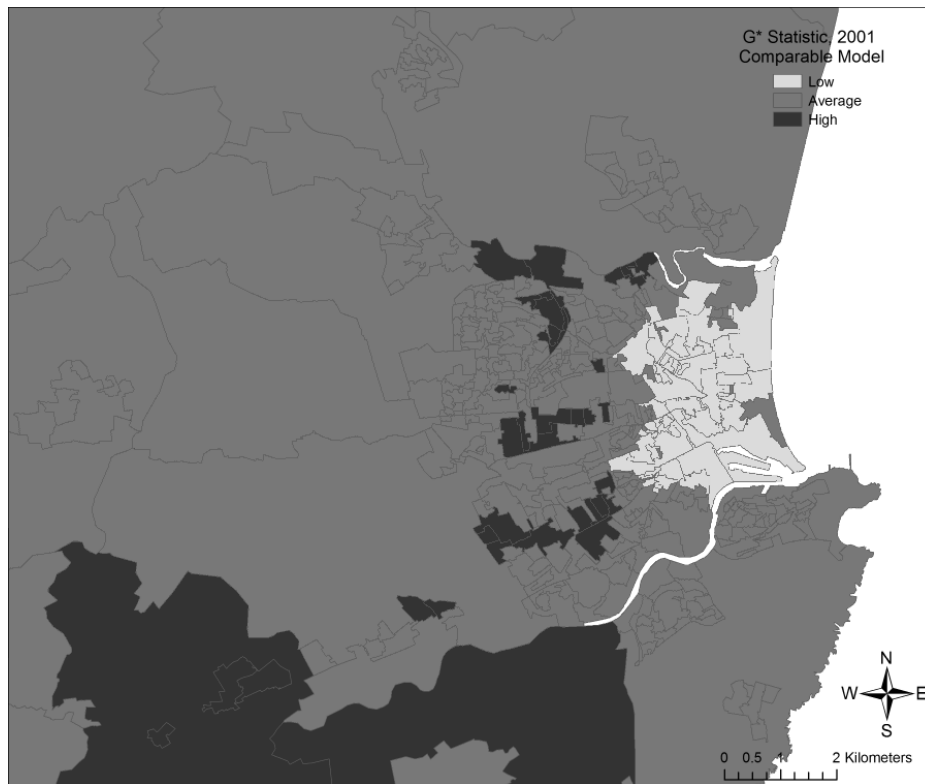 G* Statistic, 2001
Comparable Model
Low
Average
High
N
W E
S
0 0.5 1 2 Kilometers